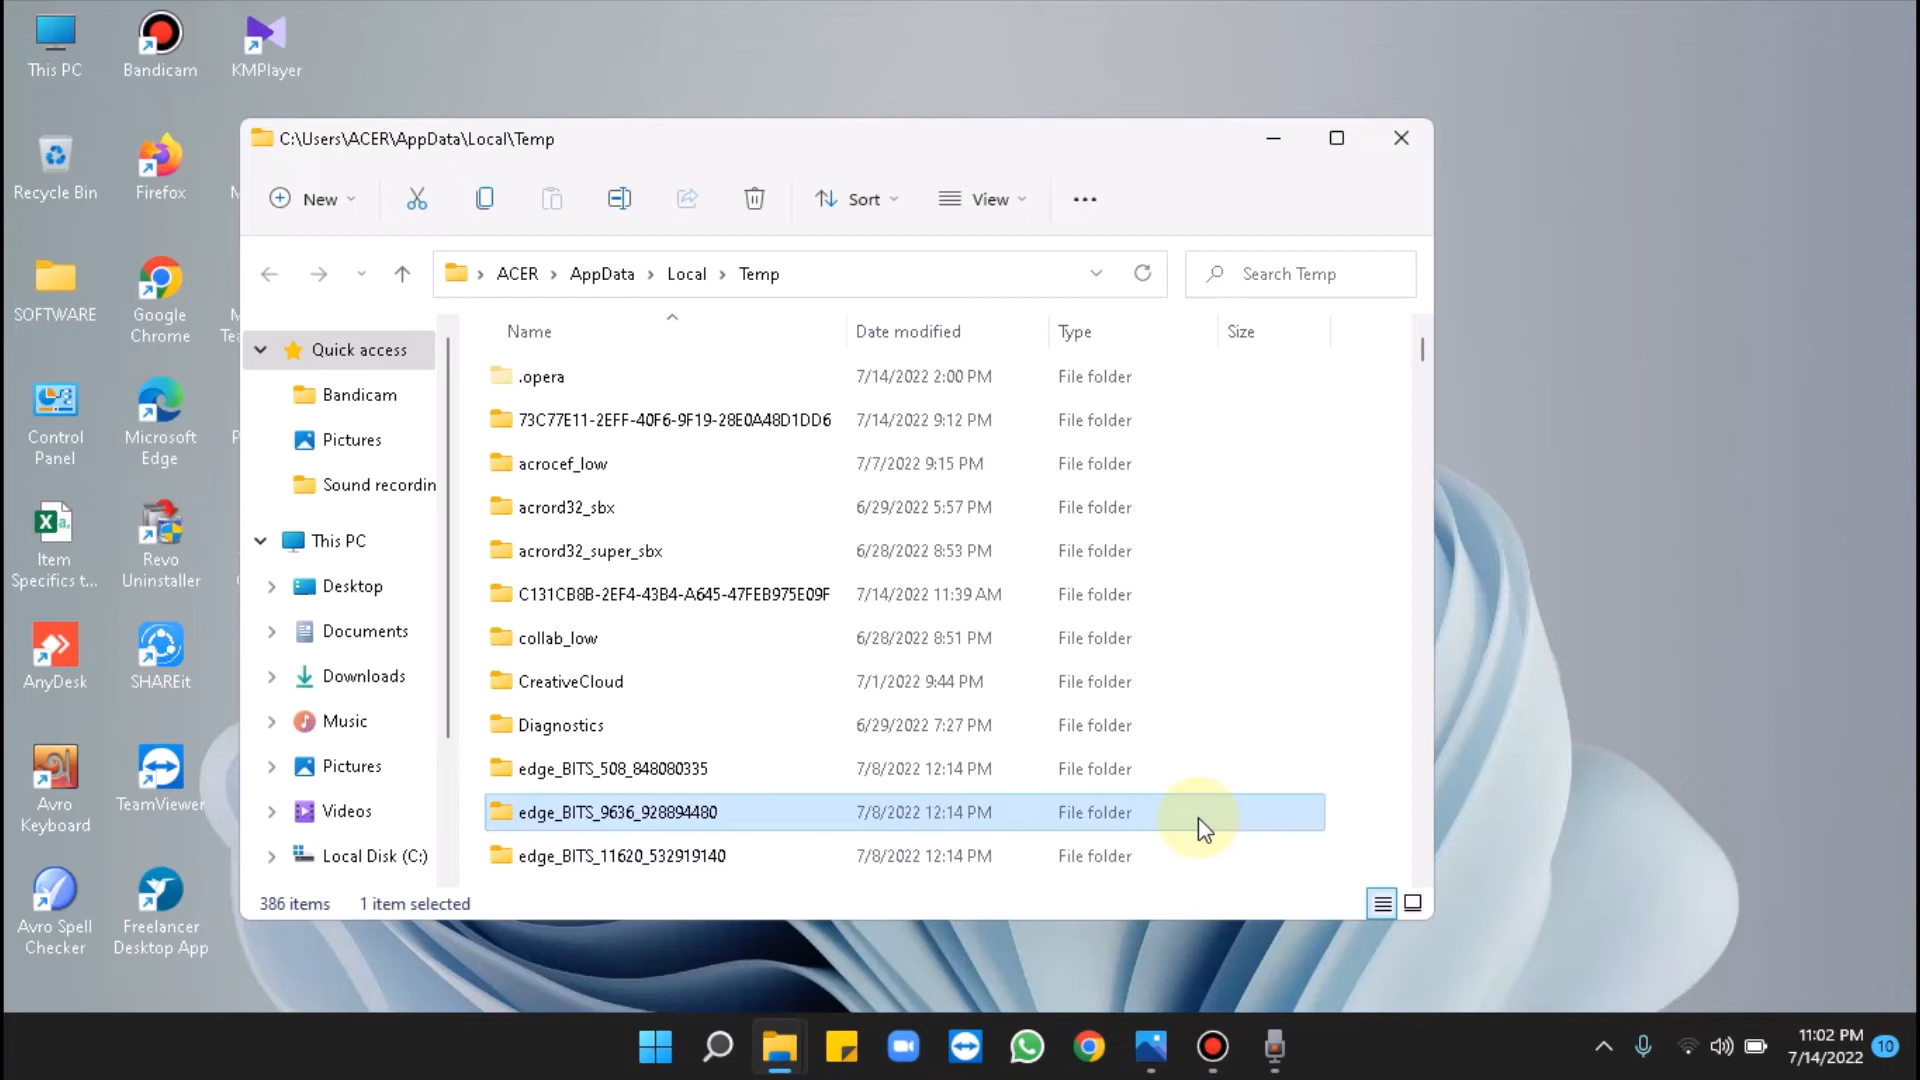 This PC
Bandicam
KMPlayer
Recycle Bin
Firefox
SOFTWARE
Google
Chrome
Control
Panel
Microsoft
Edge
Item
Specifics t...
Revo
Uninstaller
AnyDesk
SHAREit
Avro
Keyboard
TeamViewer
Avro Spell
Checker
Freelancer
Desktop App
C:\Users\ACER\AppData\Local\Temp
New
Sort
View
ACER > AppData > Local > Temp
Search Temp
Quick access
Bandicam
Pictures
Sound recordin
This PC
Desktop
Documents
Downloads
Music
Pictures
Videos
Local Disk (C:)
Name Date modified Type Size
.opera 7/14/2022 2:00 PM File folder
73C77E11-2EFF-40F6-9F19-28E0A48D1DD6 7/14/2022 9:12 PM File folder
acrocef_low 7/7/2022 9:15 PM File folder
acrord32_sbx 6/29/2022 5:57 PM File folder
acrord32_super_sbx 6/28/2022 8:53 PM File folder
C131CB8B-2EF4-43B4-A645-47FEB975E09F 7/14/2022 11:39 AM File folder
collab_low 6/28/2022 8:51 PM File folder
CreativeCloud 7/1/2022 9:44 PM File folder
Diagnostics 6/29/2022 7:27 PM File folder
edge_BITS_508_848080335 7/8/2022 12:14 PM File folder
edge_BITS_9636_928894480 7/8/2022 12:14 PM File folder
edge_BITS_11620_532919140 7/8/2022 12:14 PM File folder
386 items 1 item selected
11:02 PM
7/14/2022
10